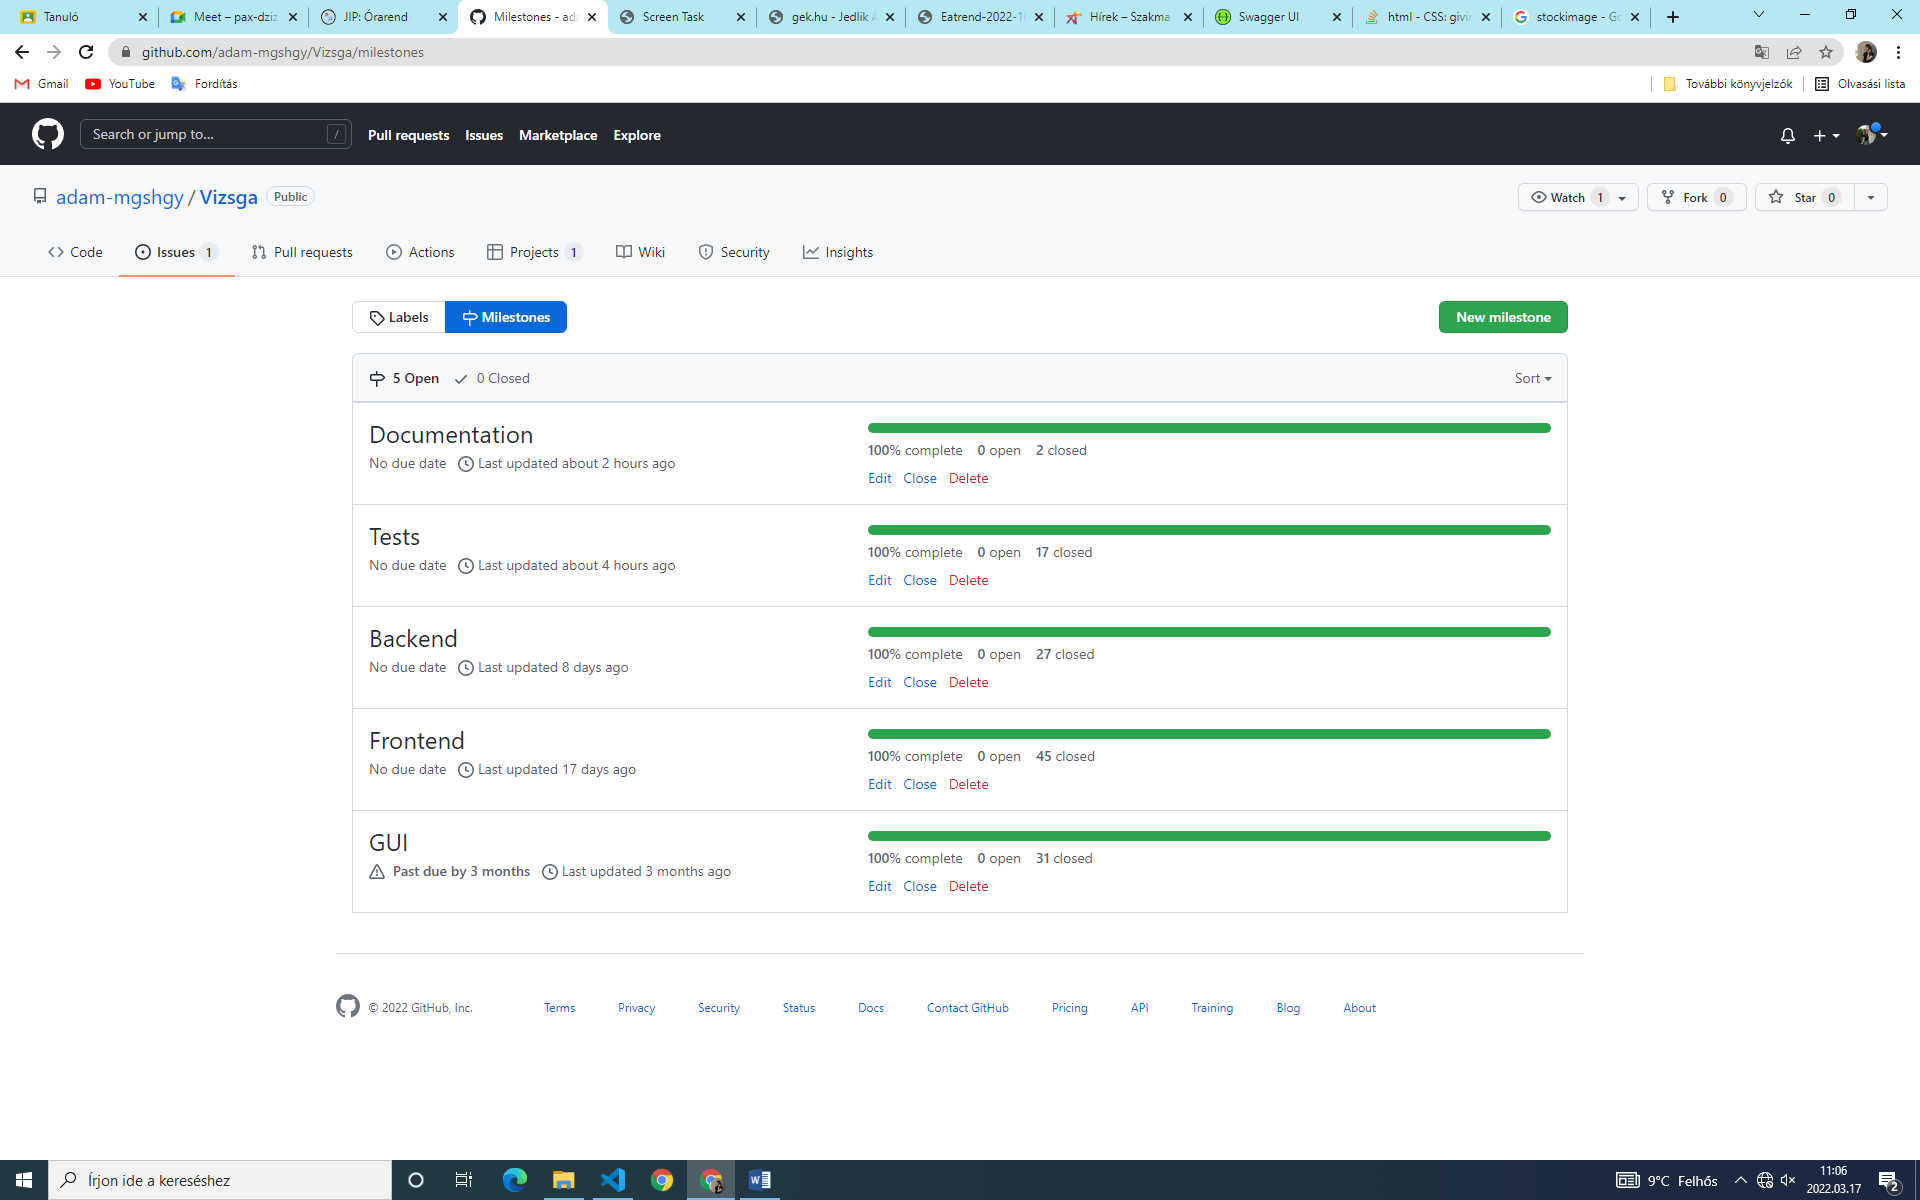 Tanuló
Meet – pax-dziz
JIP: Órarend
Milestones - ad
Screen Task
gek.hu - Jedlik
Eatrend-2022-1
Hírek – Szakma
Swagger UI
html - CSS: givin
stockimage - Go
github.com/adam-mgshgy/Vizsga/milestones
Gmail
YouTube
Fordítás
További könyvjelzők
Olvasási lista
Search or jump to...
/
Pull requests
Issues
Marketplace
Explore
adam-mgshgy / Vizsga
Public
Watch 1
Fork 0
Star 0
Code
Issues 1
Pull requests
Actions
Projects 1
Wiki
Security
Insights
Labels
Milestones
New milestone
5 Open
0 Closed
Sort
Documentation
No due date Last updated about 2 hours ago
100% complete 0 open 2 closed
Edit Close Delete
Tests
No due date Last updated about 4 hours ago
100% complete 0 open 17 closed
Edit Close Delete
Backend
No due date Last updated 8 days ago
100% complete 0 open 27 closed
Edit Close Delete
Frontend
No due date Last updated 17 days ago
100% complete 0 open 45 closed
Edit Close Delete
GUI
Past due by 3 months Last updated 3 months ago
100% complete 0 open 31 closed
Edit Close Delete
© 2022 GitHub, Inc.
Terms
Privacy
Security
Status
Docs
Contact GitHub
Pricing
API
Training
Blog
About
Írjon ide a kereséshez
9°C Felhős
11:06
2022.03.17
2